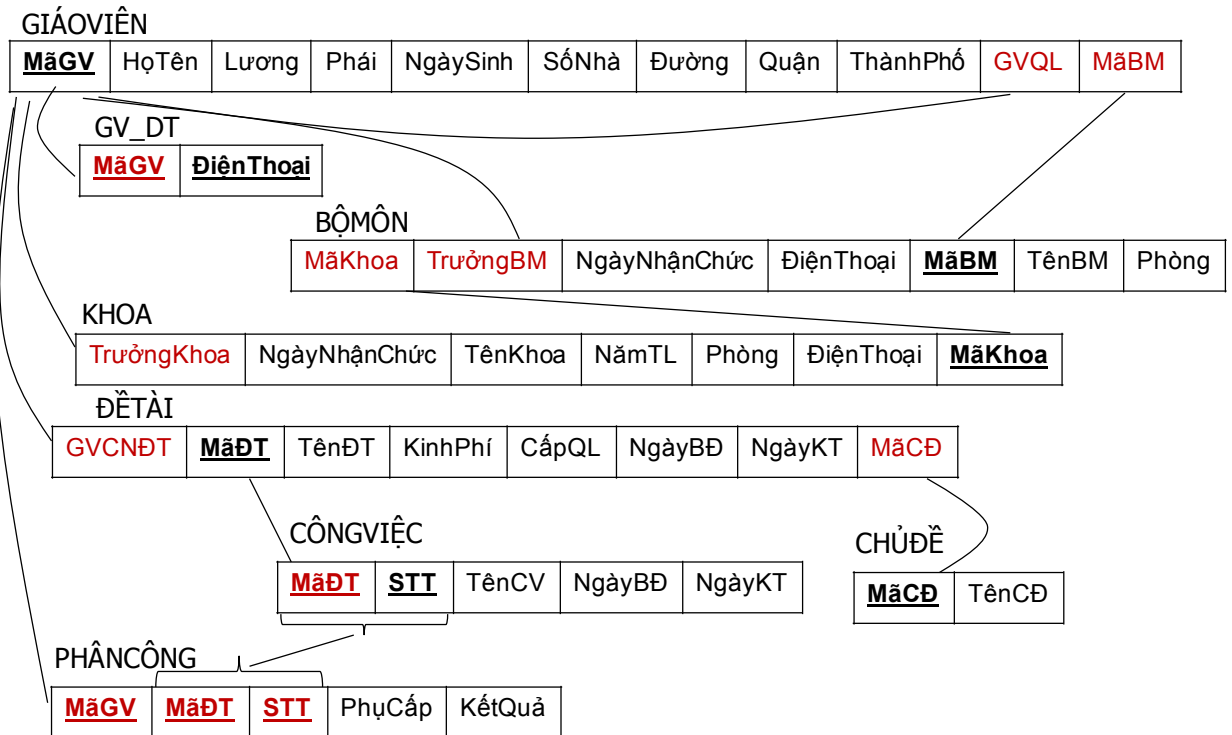 GIÁOVIÊN
MãGV HọTên Lương Phái NgàySinh SốNhà Đường Quận ThànhPhố GVQL MãBM
GV_DT
MãGV ĐiệnThoại
BỘMÔN
MãKhoa TrưởngBM NgàyNhậnChức ĐiệnThoại MãBM TênBM Phòng
KHOA
TrưởngKhoa NgàyNhậnChức TênKhoa NămTL Phòng ĐiệnThoại MãKhoa
ĐỀTÀI
GVCNĐT MãĐT TênĐT KinhPhí CấpQL NgàyBĐ NgàyKT MãCĐ
CÔNGVIỆC
MãĐT STT TênCV NgàyBĐ NgàyKT
CHỦĐỀ
MãCĐ TênCĐ
PHÂNCÔNG
MãGV MãĐT STT PhụCấp KếtQuả